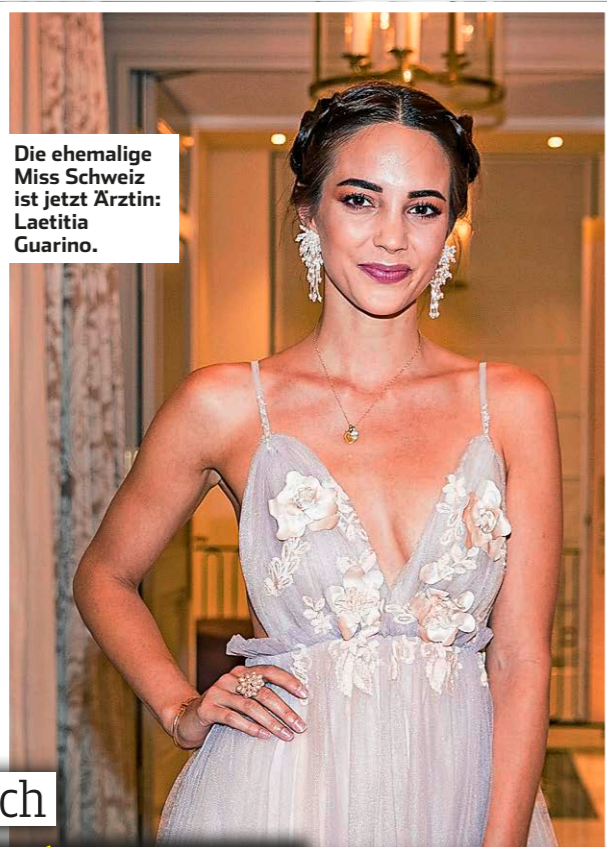 Die ehemalige
Miss Schweiz
ist jetzt Ärztin:
Laetitia
Guarino.
ch